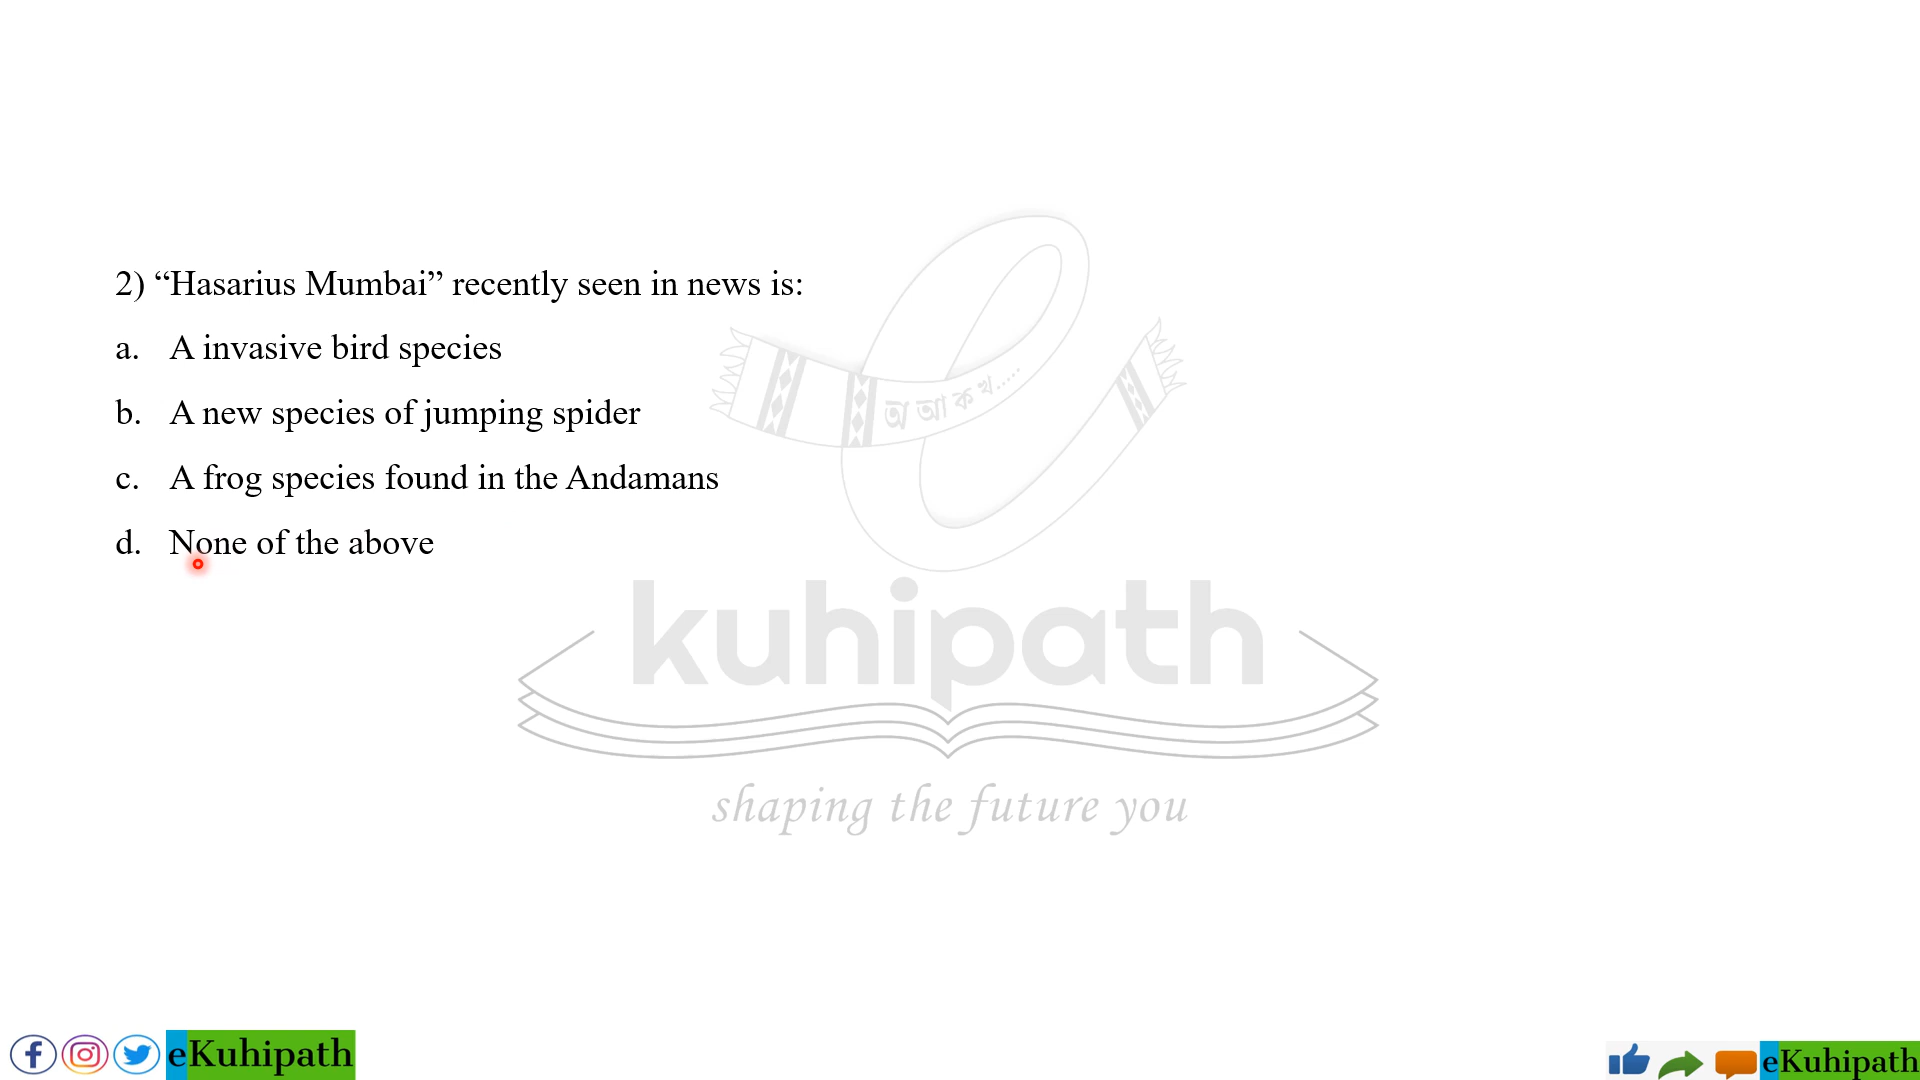 2) “Hasarius Mumbai” recently seen in news is:
a. A invasive bird species
b. A new species of jumping spider
c. A frog species found in the Andamans
d. None of the above
অ আ ক খ.....
kuhipath
shaping the future you
eKuhipath
eKuhipath